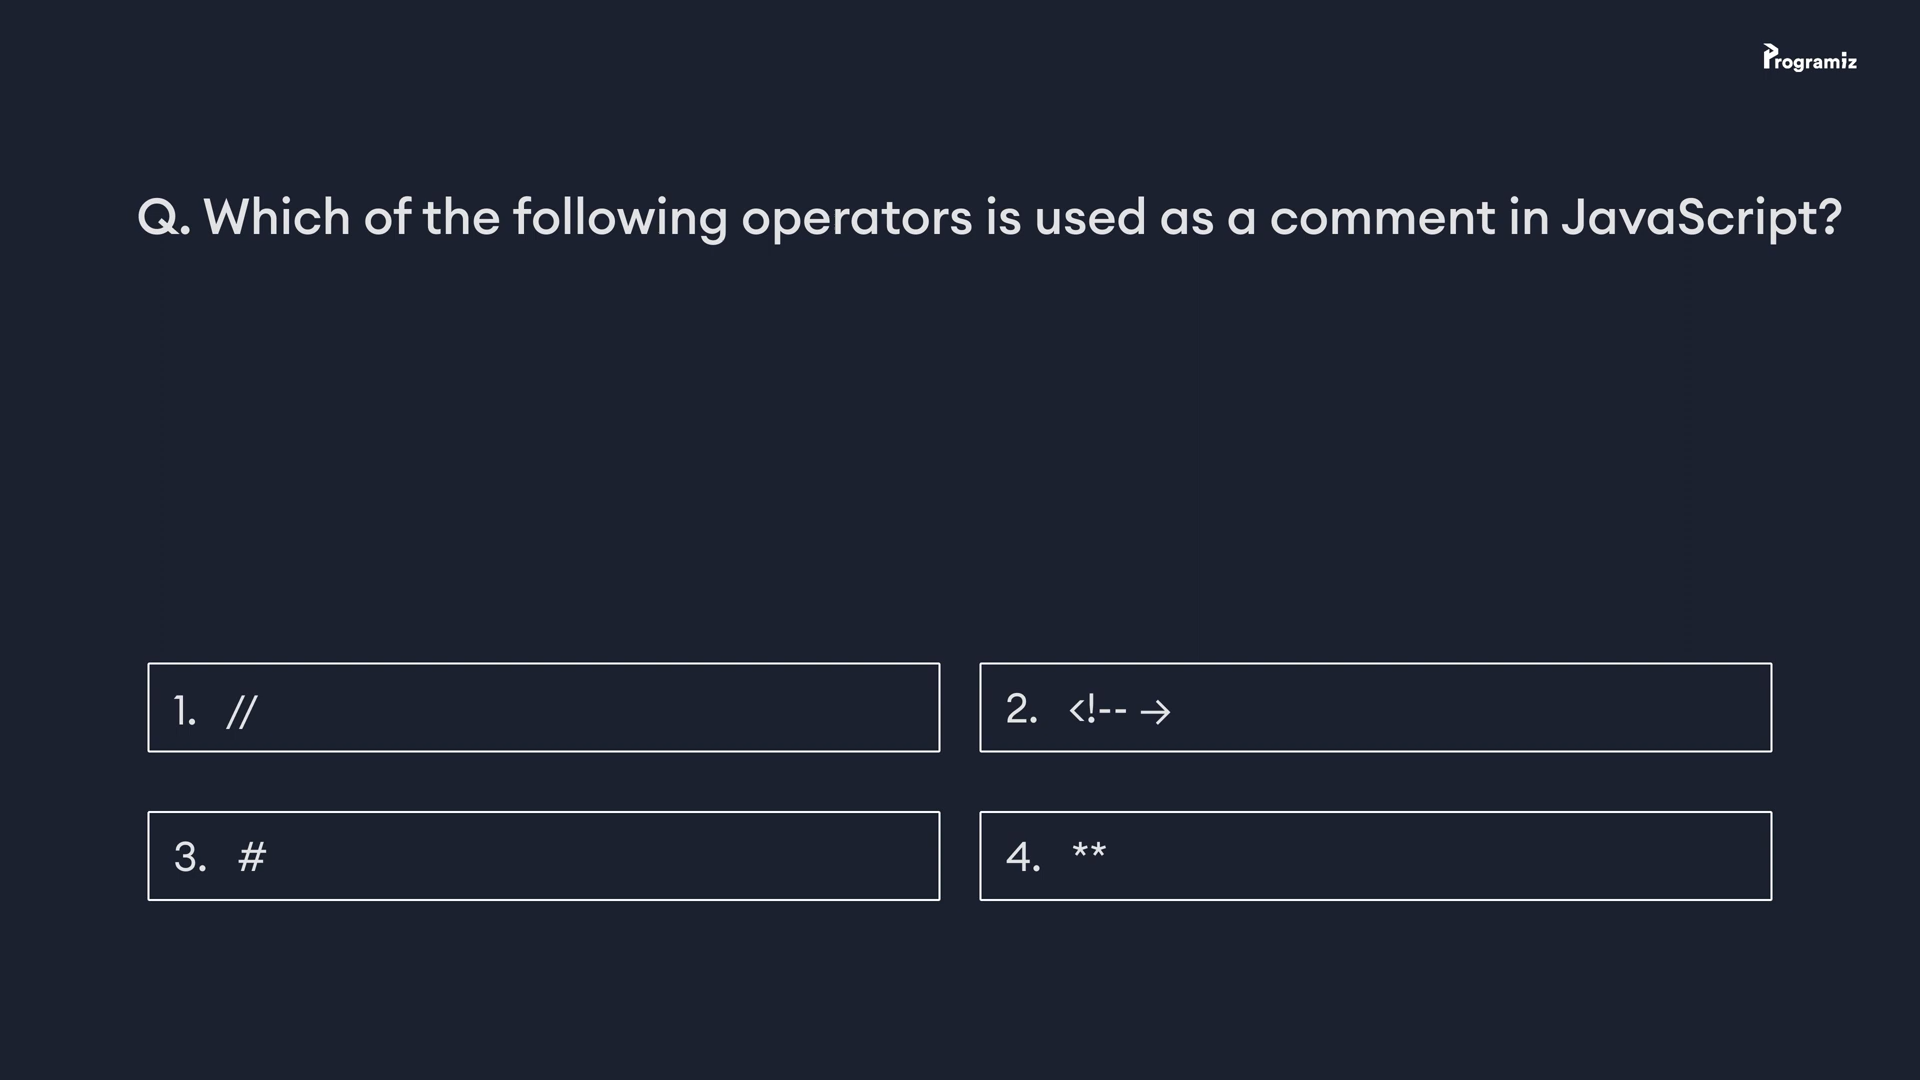 Programiz
Q. Which of the following operators is used as a comment in JavaScript?
1. //
2. <!-- →
3. #
4. **